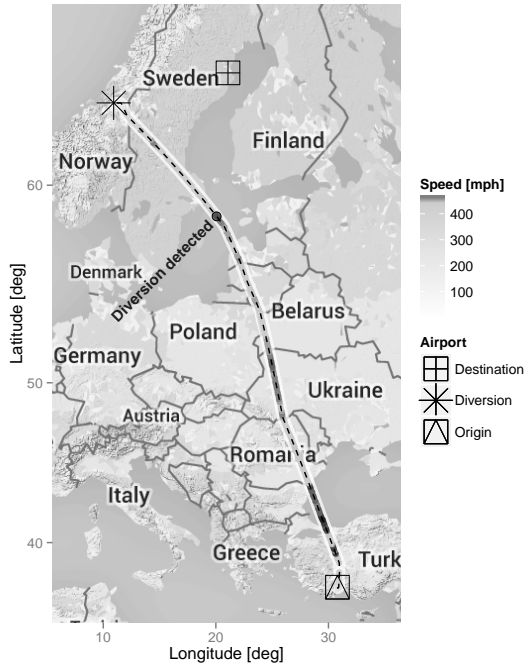 Sweden
Finland
Norway
60
Diversion detected
Denmark
Belarus
Poland
Germany
50
Ukraine
Austria
Romania
Italy
40
Greece
Turk
10
20
30
Latitude [deg]
Longitude [deg]
Speed [mph]
400
300
200
100
Airport
Destination
Diversion
Origin